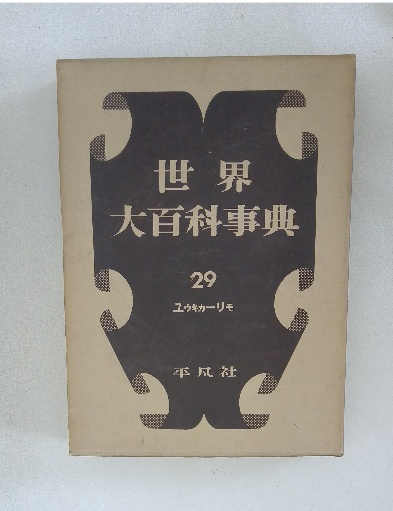 世界
大百科事典
29
ユウキカーリモ
平凡社